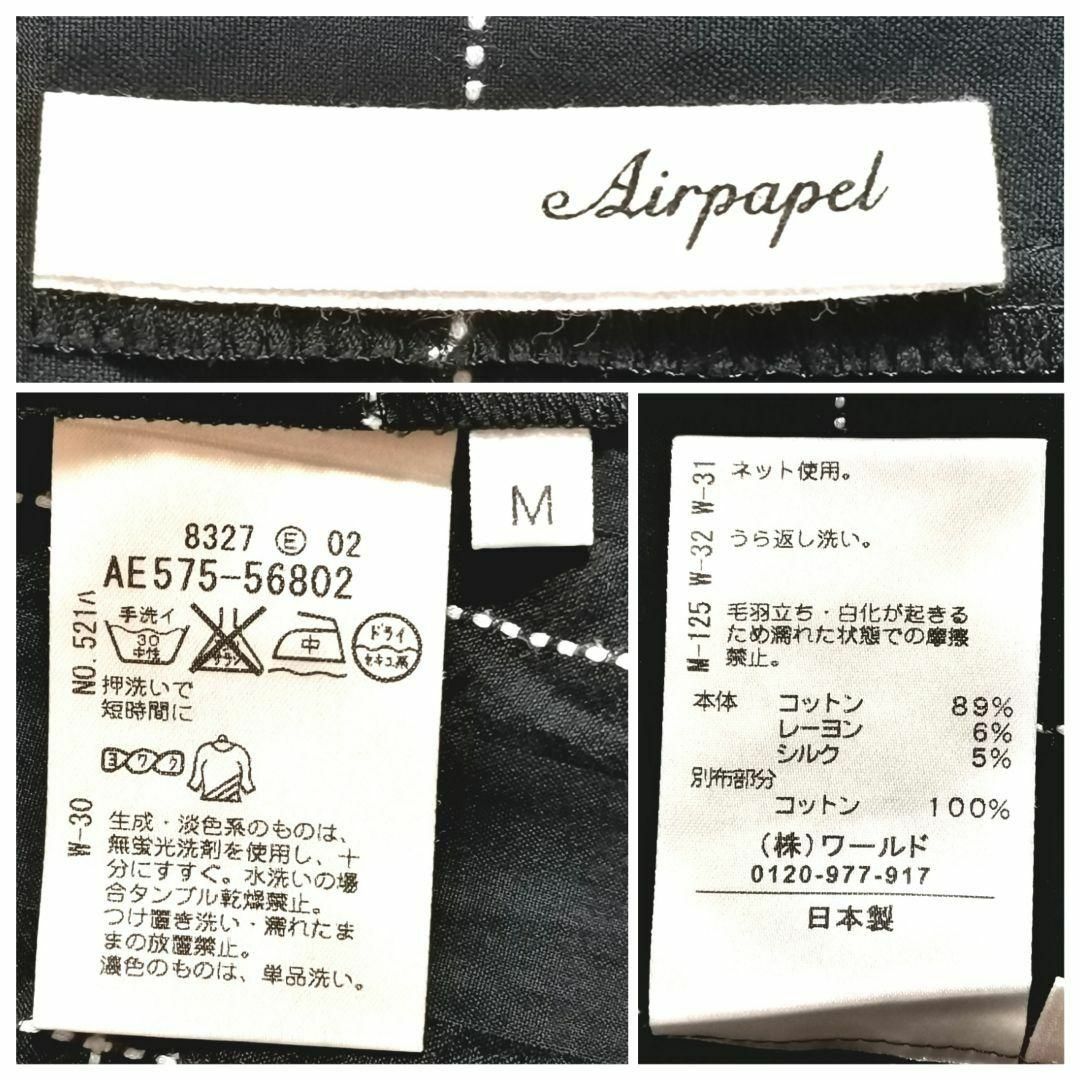 Airpapel
8327 Ⓔ 02
AE575-56802
NO.521ハ
手洗イ
30
中性
中
ドライ
セキユ系
押洗いで
短時間に
ヨワク
W-30
生成・淡色系のものは、
無蛍光洗剤を使用し、十
分にすすぐ。水洗いの場
合タンブル乾燥禁止。
つけ置き洗い・濡れたま
まの放置禁止。
濃色のものは、単品洗い。
M
M-125 W-32 W-31
ネット使用。
うら返し洗い。
毛羽立ち・白化が起きる
ため濡れた状態での摩擦
禁止。
本体 コットン 89%
レーヨン 6%
シルク 5%
別布部分
コットン 100%
(株)ワールド
0120-977-917
日本製